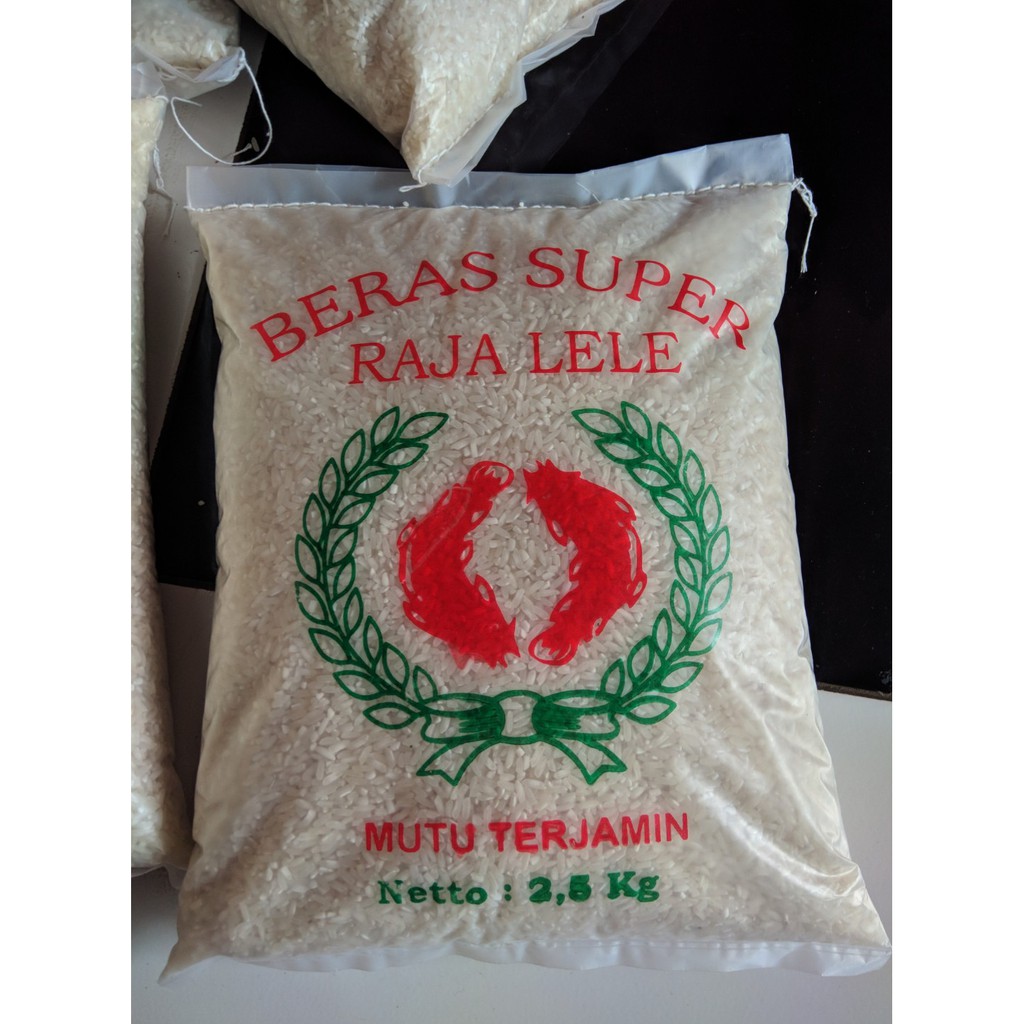 BERAS SUPER
RAJA LELE
MUTU TERJAMIN
Netto : 2,5 Kg